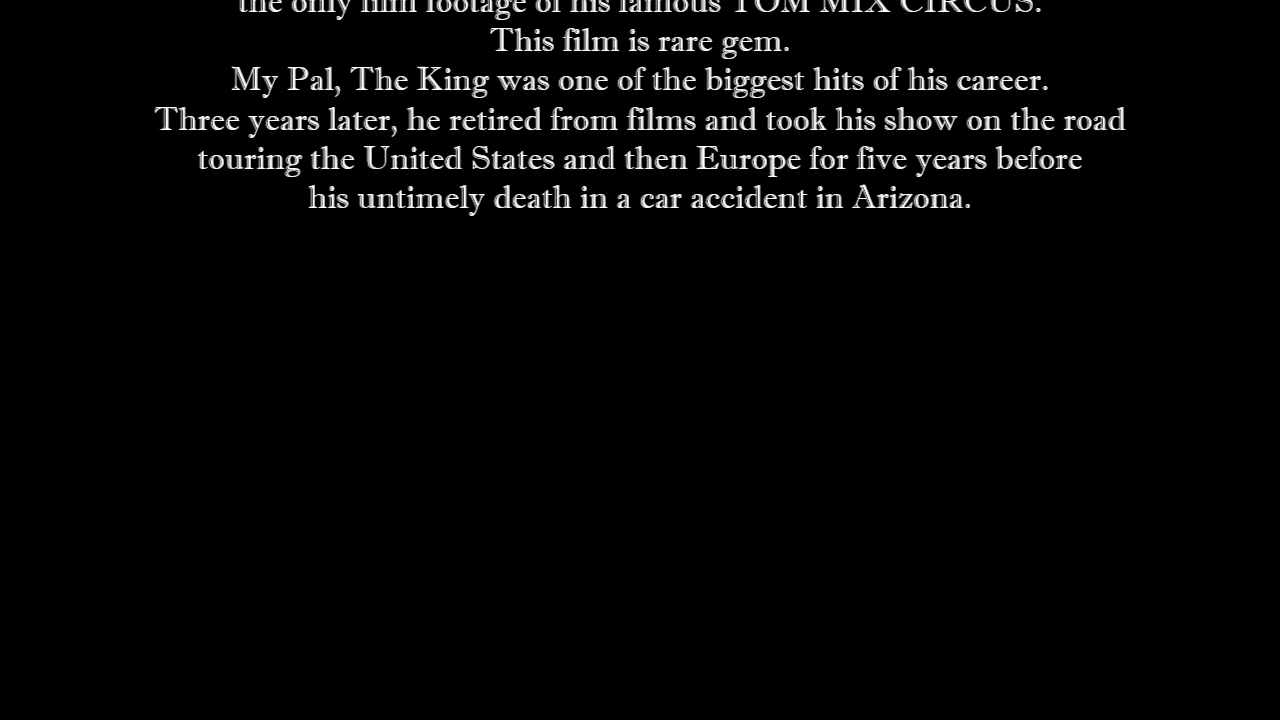 the only film footage of his famous TOM MIX CIRCUS.
This film is rare gem.
My Pal, The King was one of the biggest hits of his career.
Three years later, he retired from films and took his show on the road
touring the United States and then Europe for five years before
his untimely death in a car accident in Arizona.